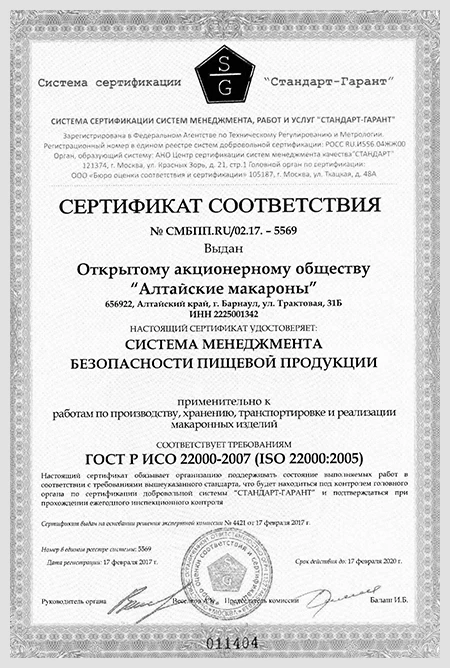 S
G
Система сертификации "Стандарт-Гарант"
СИСТЕМА СЕРТИФИКАЦИИ СИСТЕМ МЕНЕДЖМЕНТА, РАБОТ И УСЛУГ "СТАНДАРТ-ГАРАНТ"
Зарегистрирована в Федеральном Агентстве по Техническому Регулированию и Метрологии.
Регистрационный номер в едином реестре систем добровольной сертификации: РОСС RU.И556.04ЖЖ00
Орган, образующий систему: АНО Центр сертификации систем менеджмента качества"СТАНДАРТ"
121374, г. Москва, ул. Красных Зорь, д. 21, стр.1 Головной орган по сертификации:
ООО «Бюро оценки соответствия и сертификации» 105187, г. Москва, ул. Ткацкая, д. 48А
СЕРТИФИКАТ СООТВЕТСТВИЯ
№ СМБПП.RU/02.17. – 5569
Выдан
Открытому акционерному обществу
"Алтайские макароны"
656922, Алтайский край, г. Барнаул, ул. Трактовая, 31Б
ИНН 2225001342
НАСТОЯЩИЙ СЕРТИФИКАТ УДОСТОВЕРЯЕТ:
СИСТЕМА МЕНЕДЖМЕНТА
БЕЗОПАСНОСТИ ПИЩЕВОЙ ПРОДУКЦИИ
применительно к
работам по производству, хранению, транспортировке и реализации
макаронных изделий
СООТВЕТСТВУЕТ ТРЕБОВАНИЯМ
ГОСТ Р ИСО 22000-2007 (ISO 22000:2005)
Настоящий сертификат обязывает организацию поддерживать состояние выполняемых работ в
соответствии с требованиями вышеуказанного стандарта, что будет находиться под контролем головного
органа по сертификации добровольной системы "СТАНДАРТ-ГАРАНТ" и подтверждаться при
прохождении ежегодного инспекционного контроля
Сертификат выдан на основании решения экспертной комиссии № 4421 от 17 февраля 2017 г.
Номер в едином реестре системы: 5569
Дата регистрации: 17 февраля 2017 г. Срок действия до: 17 февраля 2020 г.
Руководитель органа Председатель комиссии Балаш И.Б.
011404